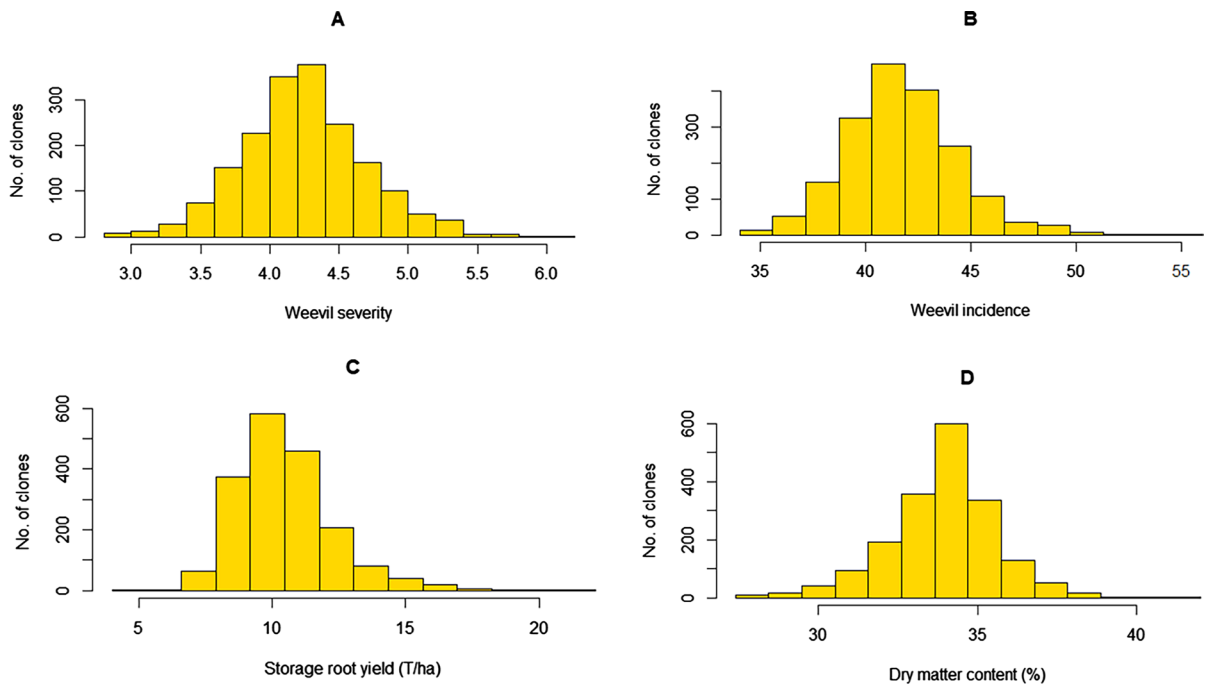 A
No. of clones
300
200
100
0
3.0 3.5 4.0 4.5 5.0 5.5 6.0
Weevil severity
B
No. of clones
300
100
0
35 40 45 50 55
Weevil incidence
C
No. of clones
600
400
200
0
5 10 15 20
Storage root yield (T/ha)
D
No. of clones
600
400
200
0
30 35 40
Dry matter content (%)